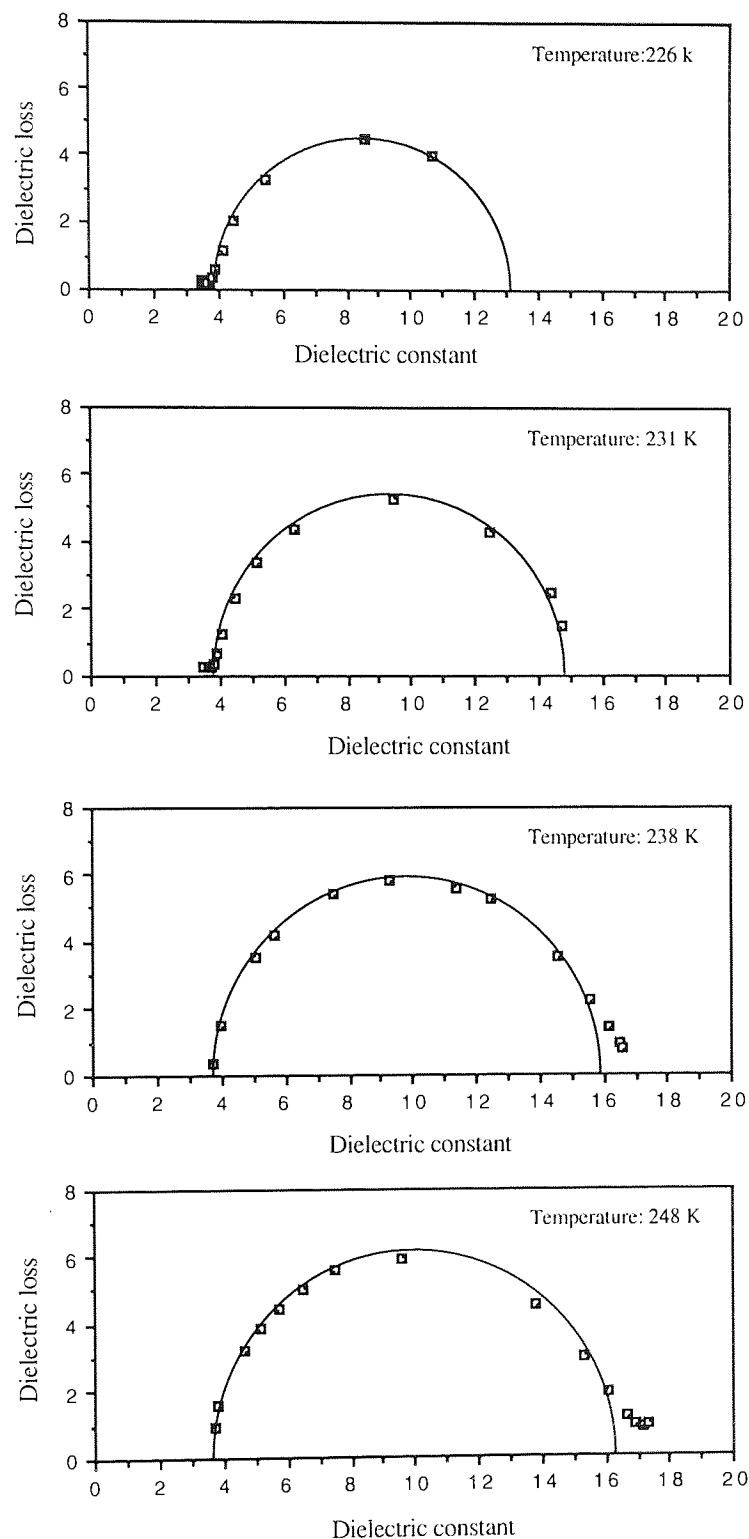 8
Temperature:226 k
6
4
2
0
Dielectric loss
0 2 4 6 8 10 12 14 16 18 20
Dielectric constant
8
Temperature: 231 K
6
4
2
0
Dielectric loss
0 2 4 6 8 10 12 14 16 18 20
Dielectric constant
8
Temperature: 238 K
6
4
2
0
Dielectric loss
0 2 4 6 8 10 12 14 16 18 20
Dielectric constant
8
Temperature: 248 K
6
4
2
0
Dielectric loss
0 2 4 6 8 10 12 14 16 18 20
Dielectric constant